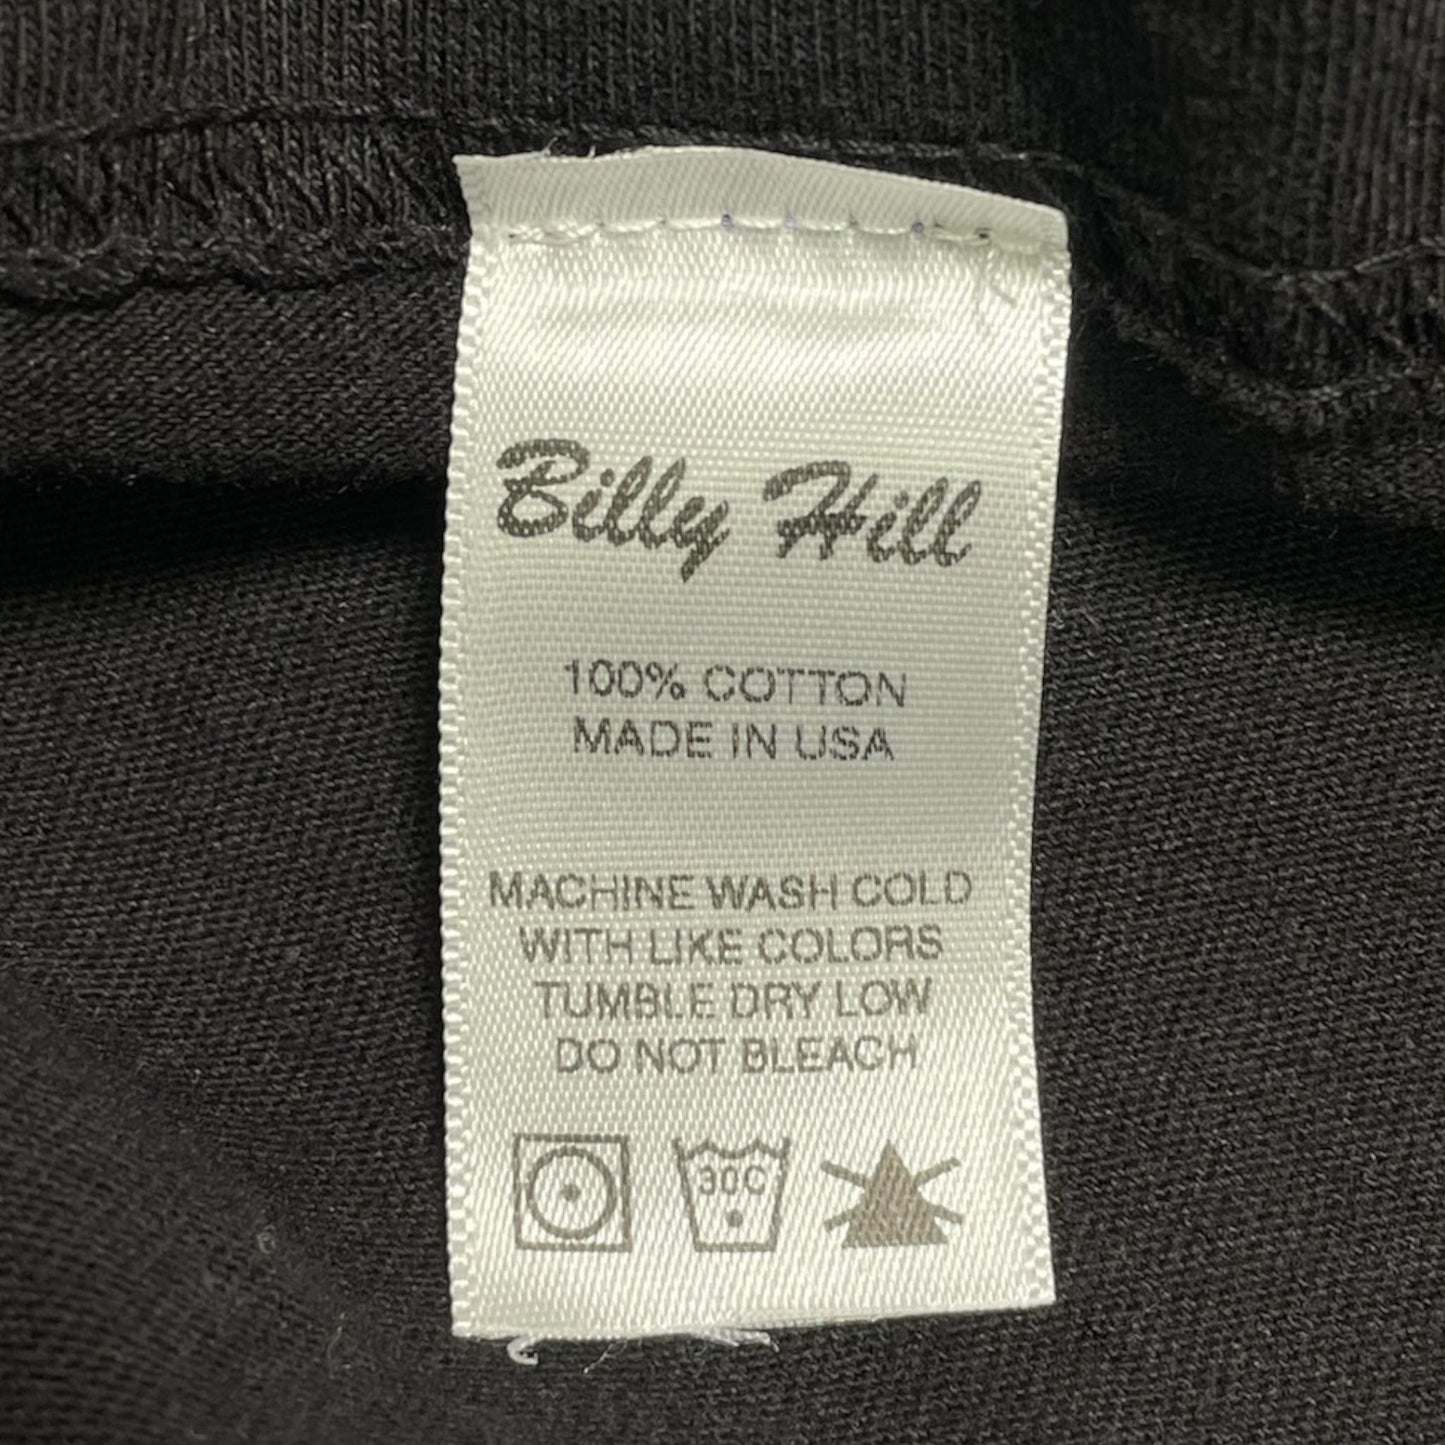 Billy Hill
100% COTTON
MADE IN USA
MACHINE WASH COLD
WITH LIKE COLORS
TUMBLE DRY LOW
DO NOT BLEACH
30C